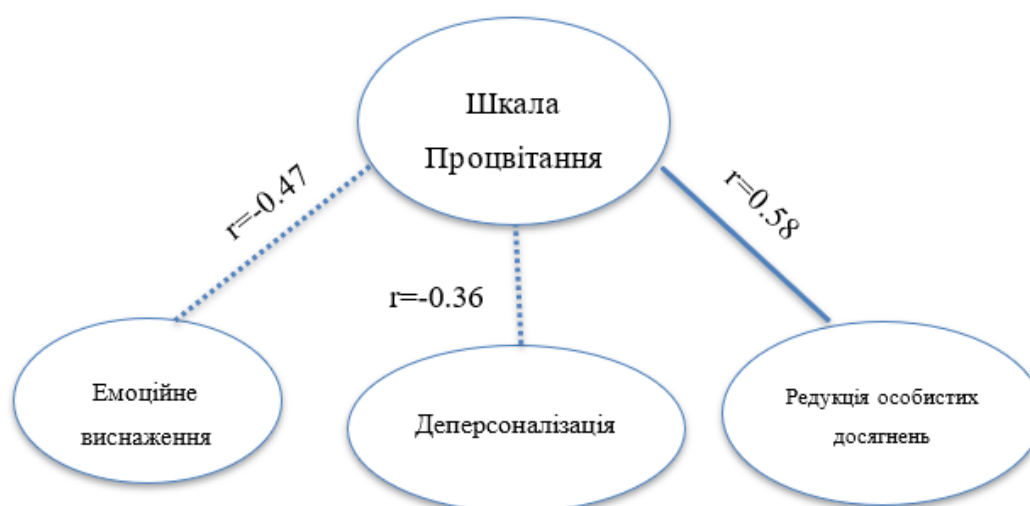 Шкала
Процвітання
r=-0.47
r=0.58
r=-0.36
Емоційне
виснаження
Деперсоналізація
Редукція особистих
досягнень